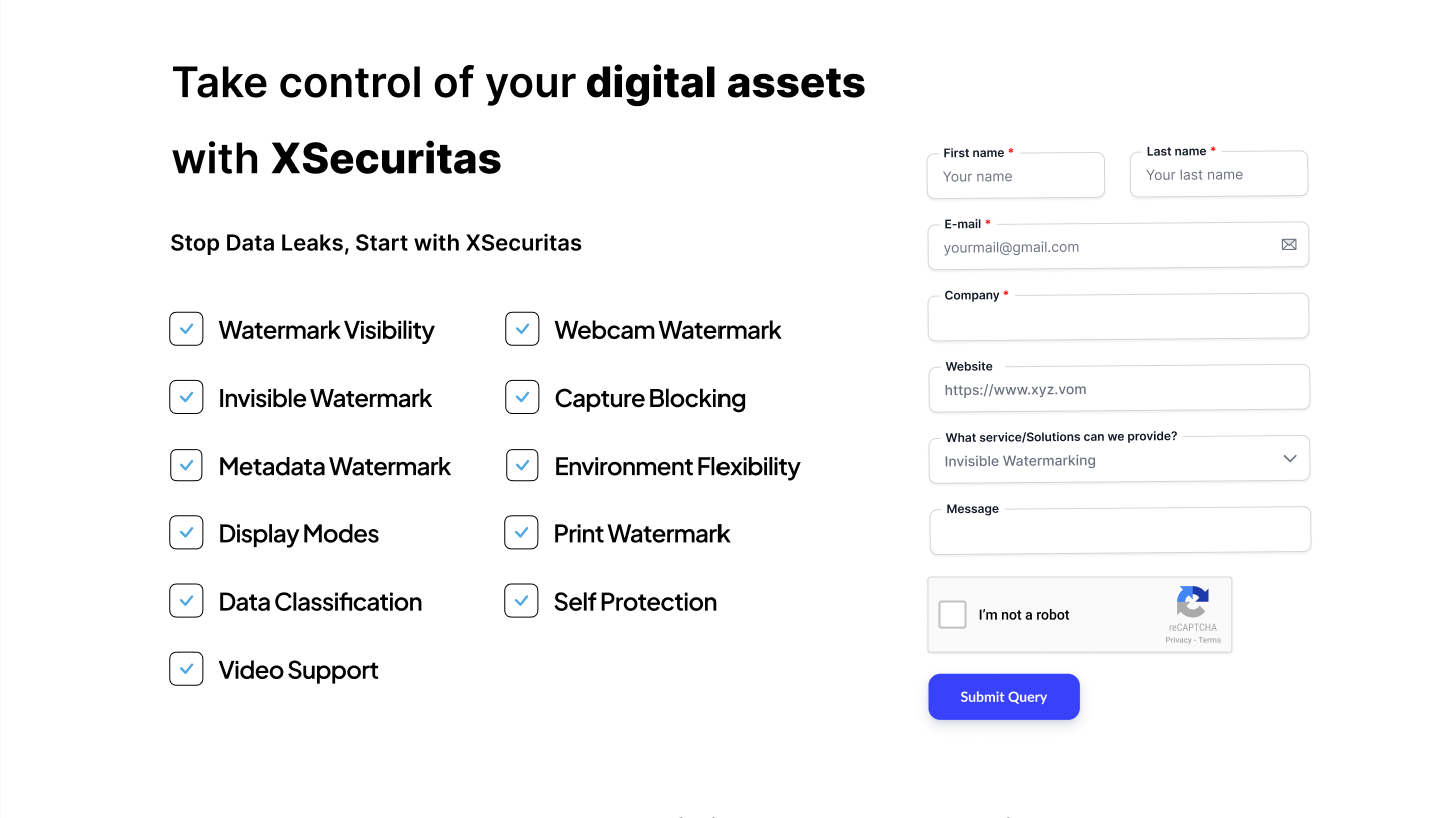 Take control of your digital assets
with XSecuritas
Stop Data Leaks, Start with XSecuritas
Watermark Visibility
Webcam Watermark
Invisible Watermark
Capture Blocking
Metadata Watermark
Environment Flexibility
Display Modes
Print Watermark
Data Classification
Self Protection
Video Support
First name *
Your name
Last name *
Your last name
E-mail *
yourmail@gmail.com
Company *
Website
https://www.xyz.vom
What service/Solutions can we provide?
Invisible Watermarking
Message
I'm not a robot
reCAPTCHA
Privacy - Terms
Submit Query